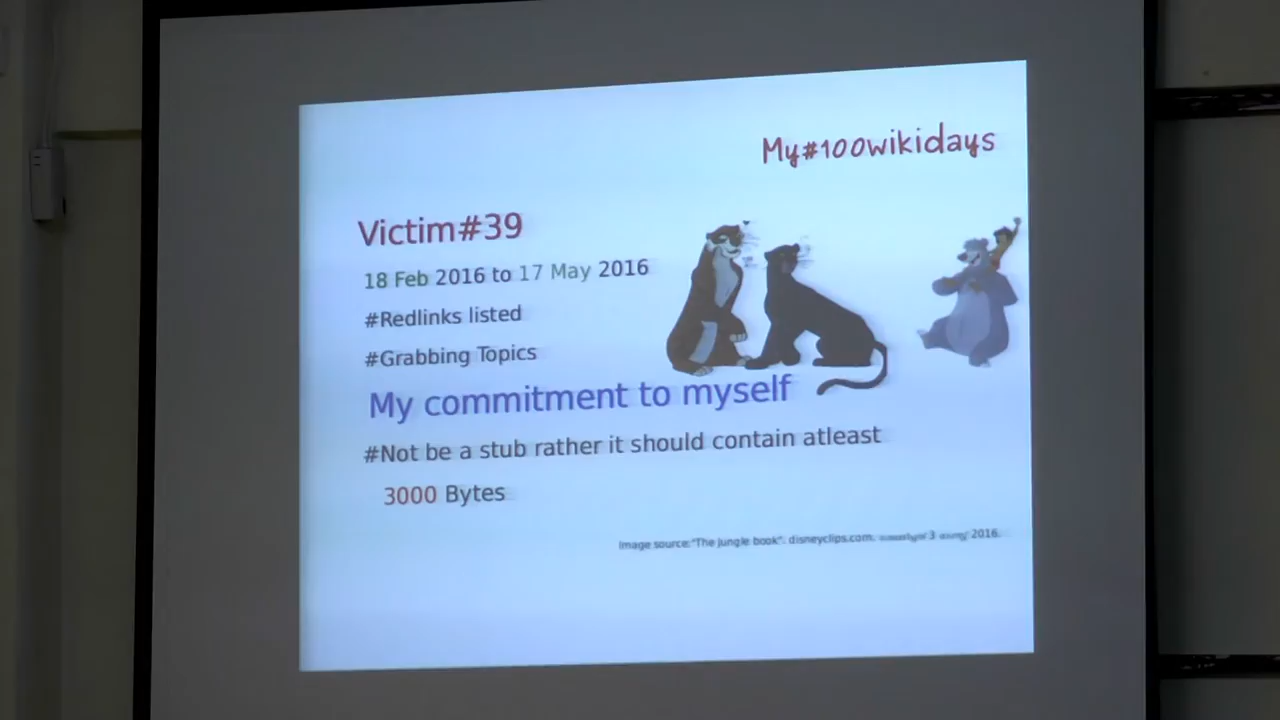 My#100wikidays
Victim#39
18 Feb 2016 to 17 May 2016
#Redlinks listed
#Grabbing Topics
My commitment to myself
#Not be a stub rather it should contain atleast
3000 Bytes
Image source:"The Jungle book". disneyclips.com. 3 2016.